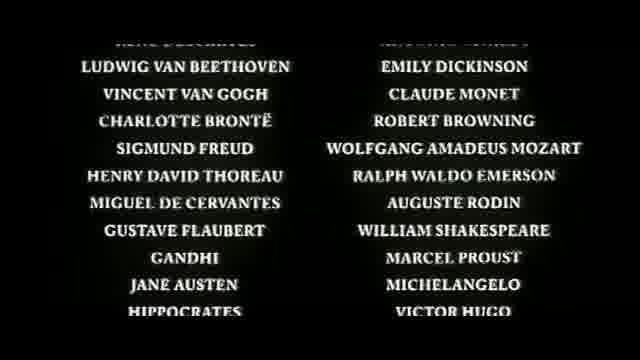 LUDWIG VAN BEETHOVEN EMILY DICKINSON
VINCENT VAN GOGH CLAUDE MONET
CHARLOTTE BRONTË ROBERT BROWNING
SIGMUND FREUD WOLFGANG AMADEUS MOZART
HENRY DAVID THOREAU RALPH WALDO EMERSON
MIGUEL DE CERVANTES AUGUSTE RODIN
GUSTAVE FLAUBERT WILLIAM SHAKESPEARE
GANDHI MARCEL PROUST
JANE AUSTEN MICHELANGELO
HIPPOCRATES VICTOR HUGO